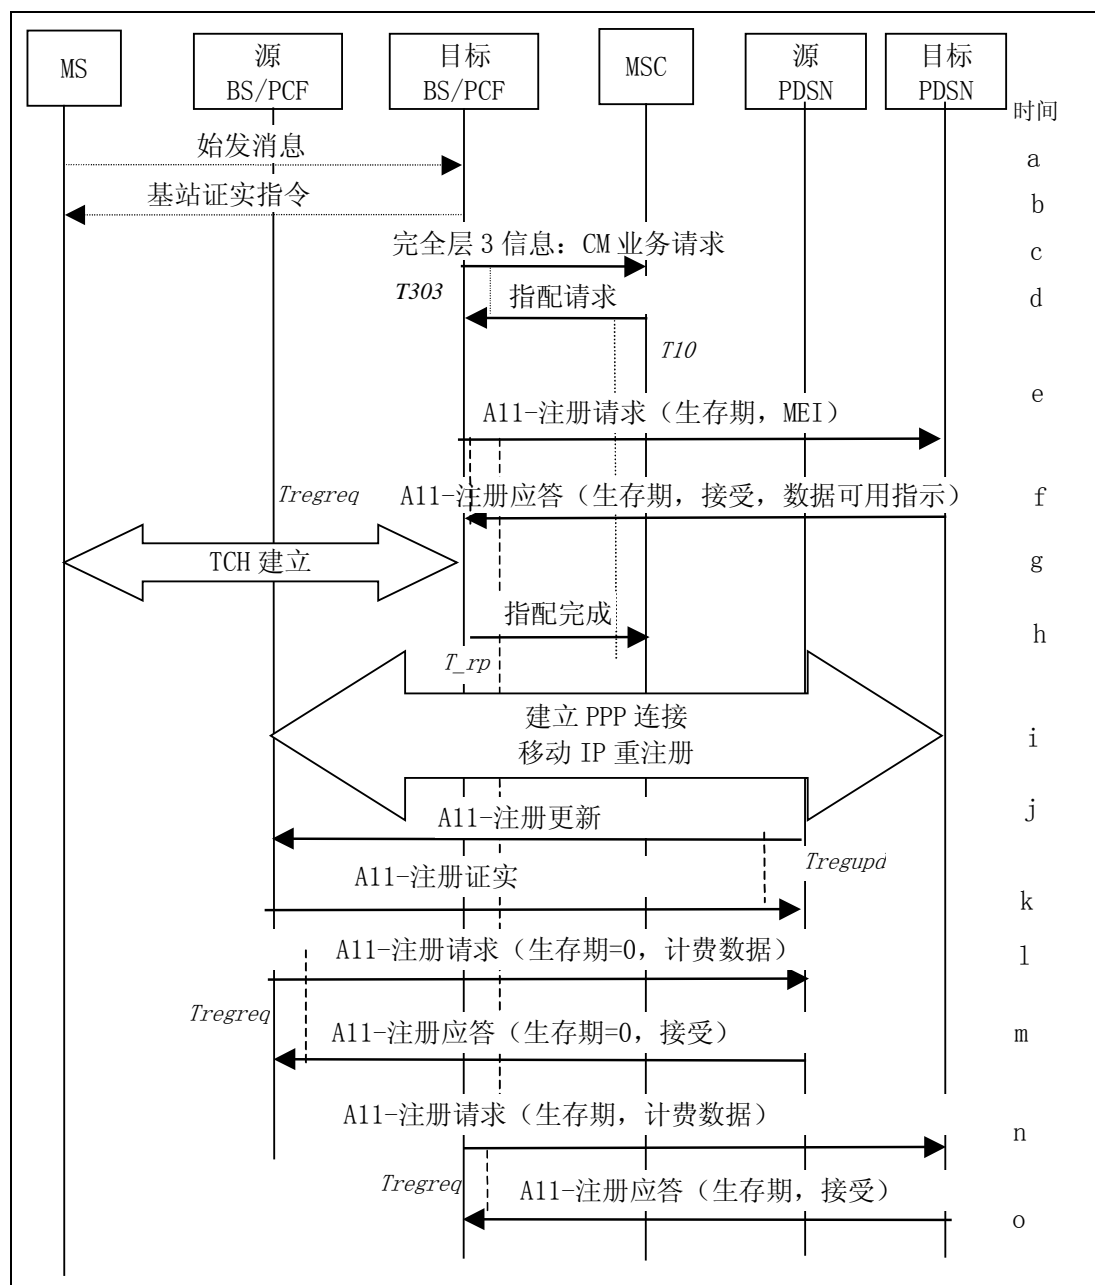 MS
源
BS/PCF
目标
BS/PCF
MSC
源
PDSN
目标
PDSN
时间
始发消息
a
基站证实指令
b
完全层 3 信息：CM 业务请求
c
T303
指配请求
d
T10
e
A11-注册请求（生存期，MEI）
Tregreq
A11-注册应答（生存期，接受，数据可用指示）
f
TCH 建立
g
指配完成
h
T_rp
建立 PPP 连接
移动 IP 重注册
i
j
A11-注册更新
Tregupd
A11-注册证实
k
A11-注册请求（生存期=0，计费数据）
l
Tregreq
A11-注册应答（生存期=0，接受）
m
A11-注册请求（生存期，计费数据）
n
Tregreq
A11-注册应答（生存期，接受）
o